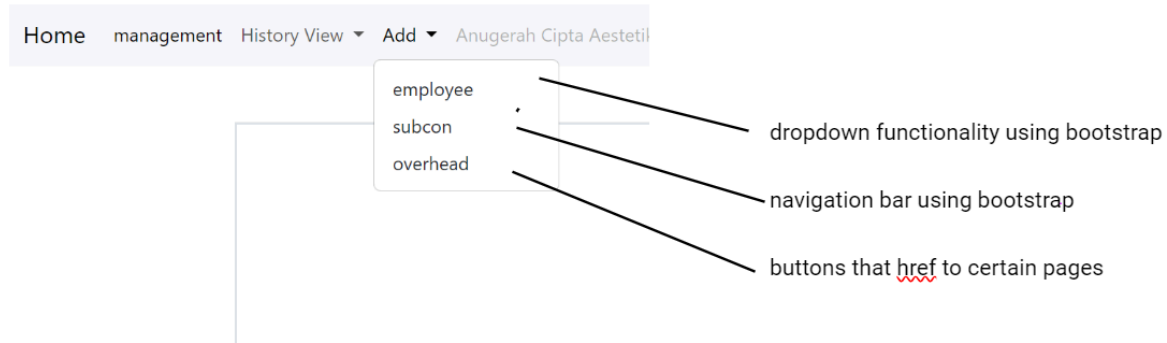 Home management History View Add Anugerah Cipta Aesteti
employee
subcon
overhead
dropdown functionality using bootstrap
navigation bar using bootstrap
buttons that href to certain pages